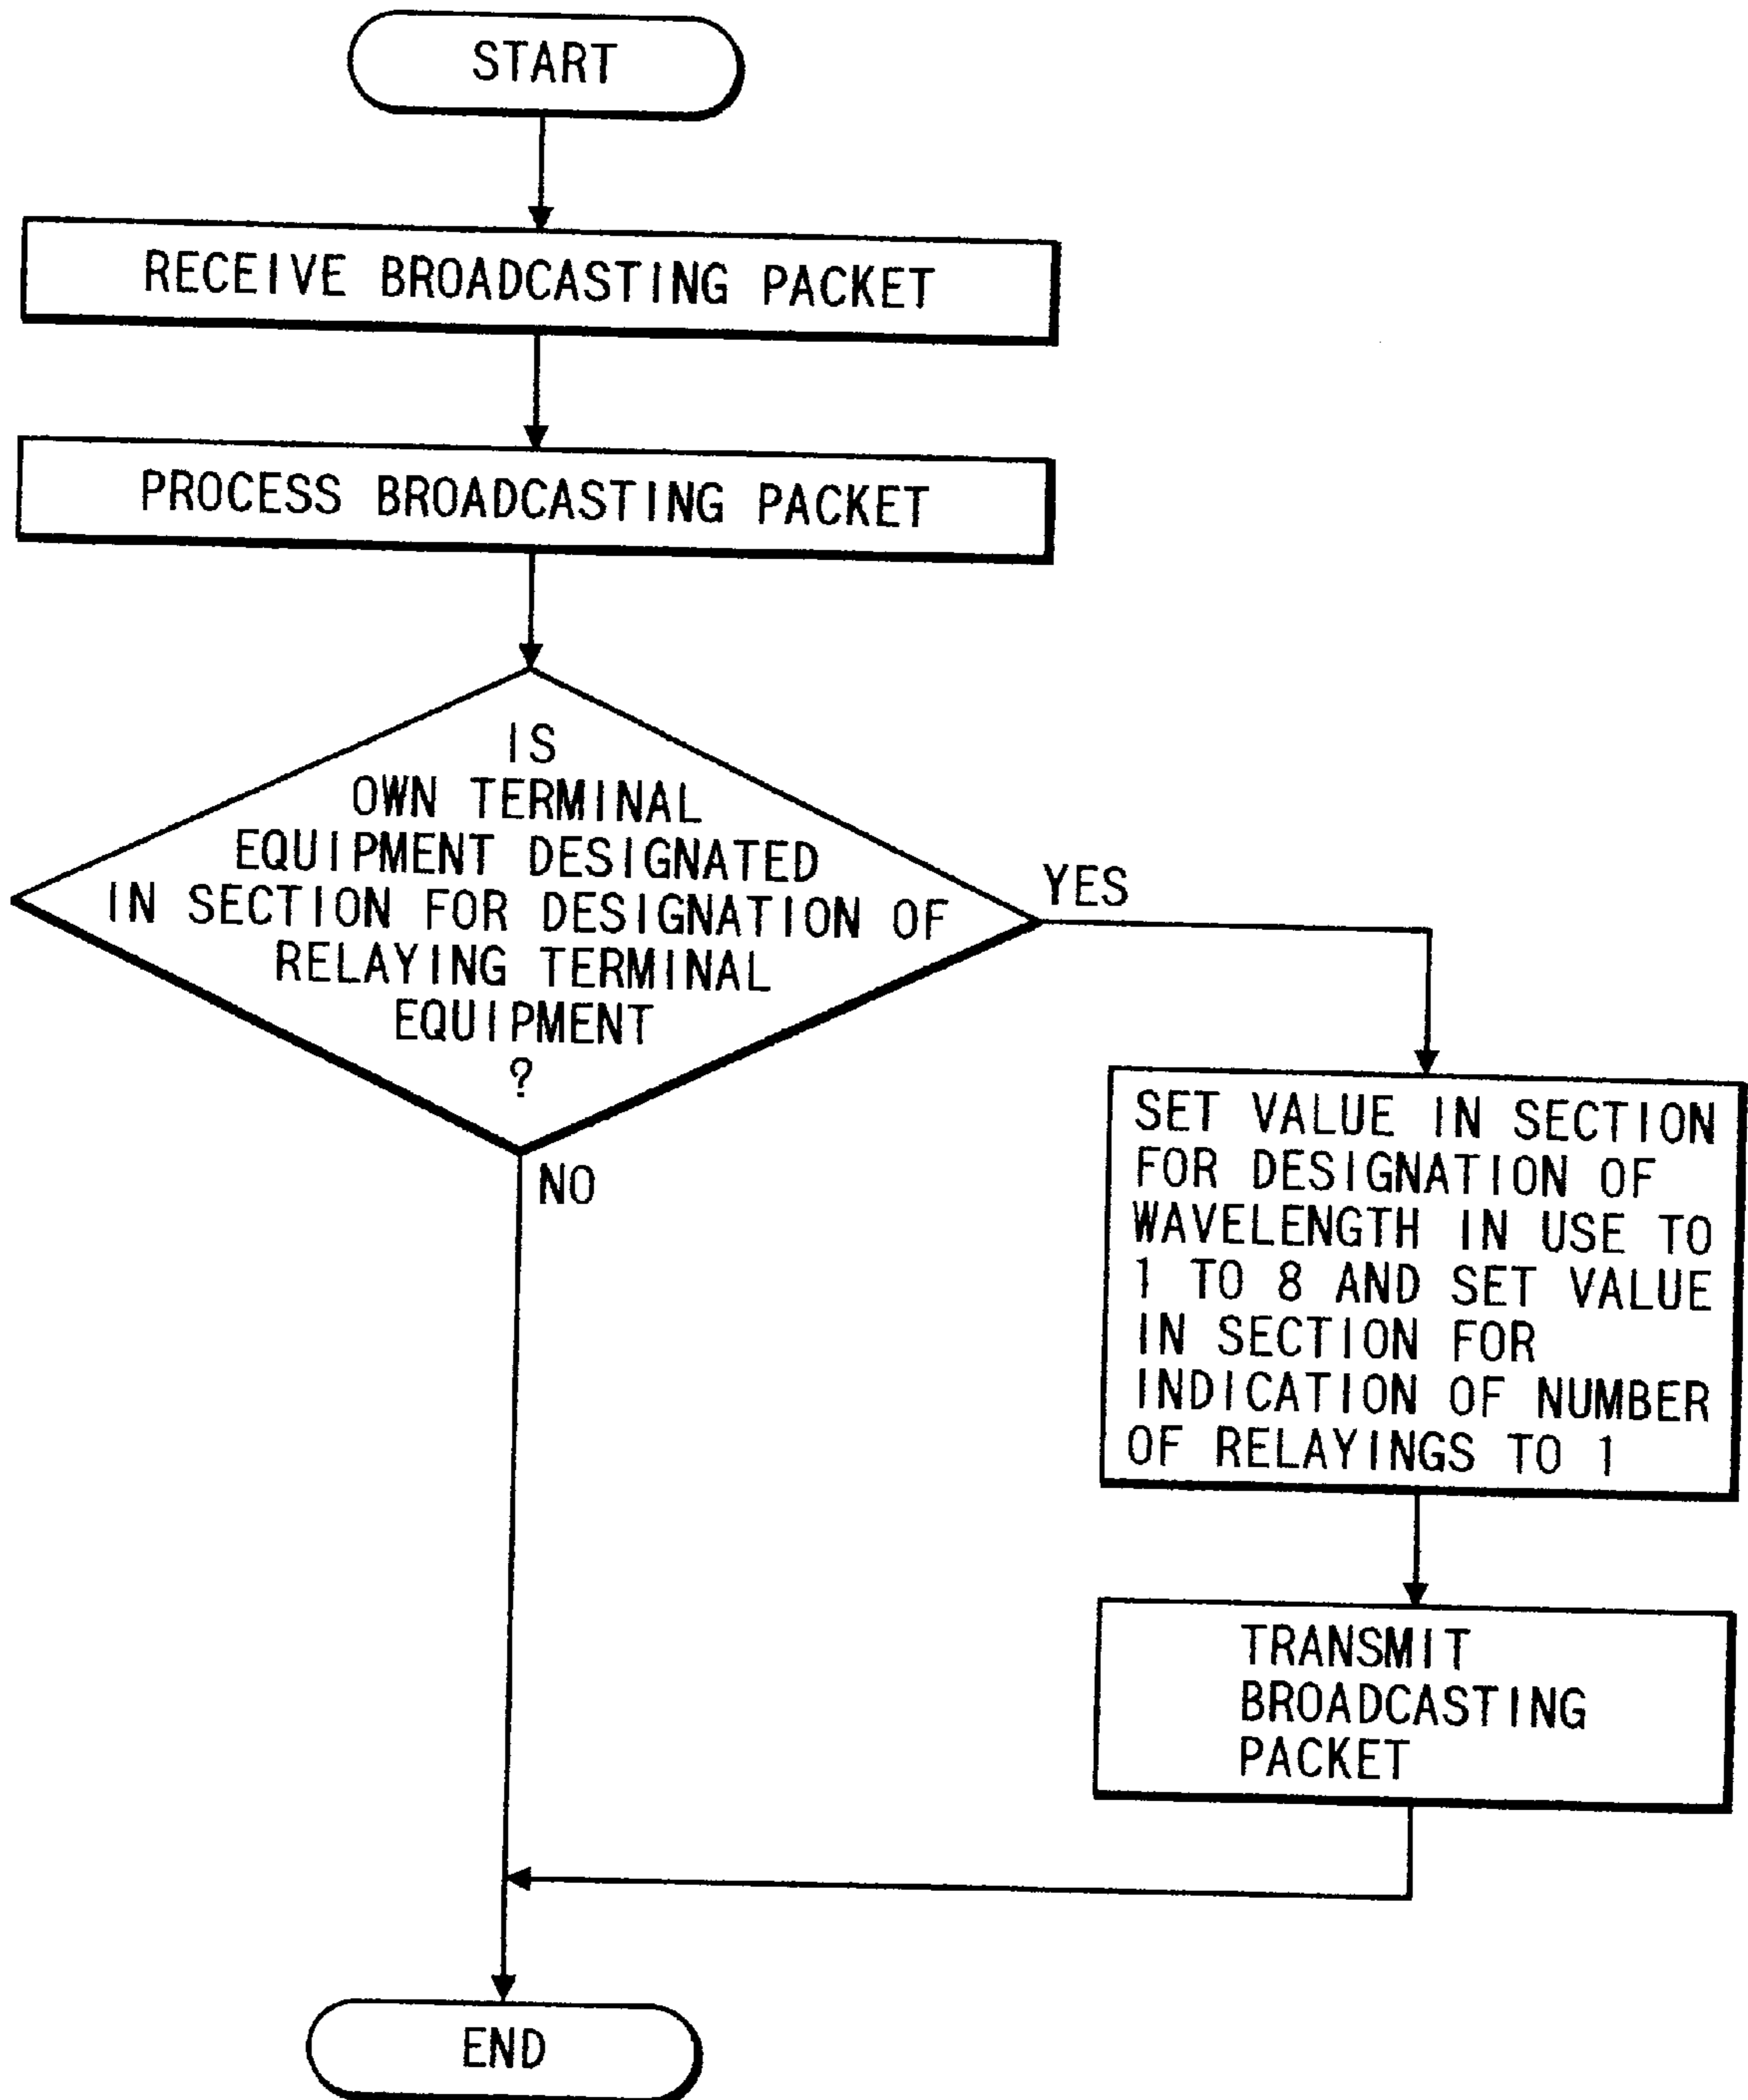 START
RECEIVE BROADCASTING PACKET
PROCESS BROADCASTING PACKET
IS
OWN TERMINAL
EQUIPMENT DESIGNATED
IN SECTION FOR DESIGNATION OF
RELAYING TERMINAL
EQUIPMENT
?
YES
NO
SET VALUE IN SECTION
FOR DESIGNATION OF
WAVELENGTH IN USE TO
1 TO 8 AND SET VALUE
IN SECTION FOR
INDICATION OF NUMBER
OF RELAYINGS TO 1
TRANSMIT
BROADCASTING
PACKET
END